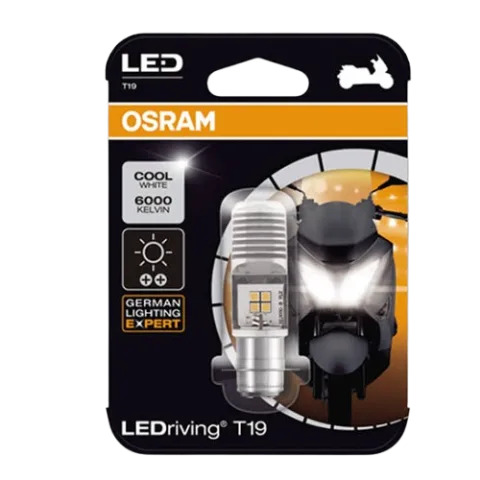 LED
T19
OSRAM
COOL
WHITE
6000
KELVIN
GERMAN
LIGHTING
EXPERT
LEDriving® T19